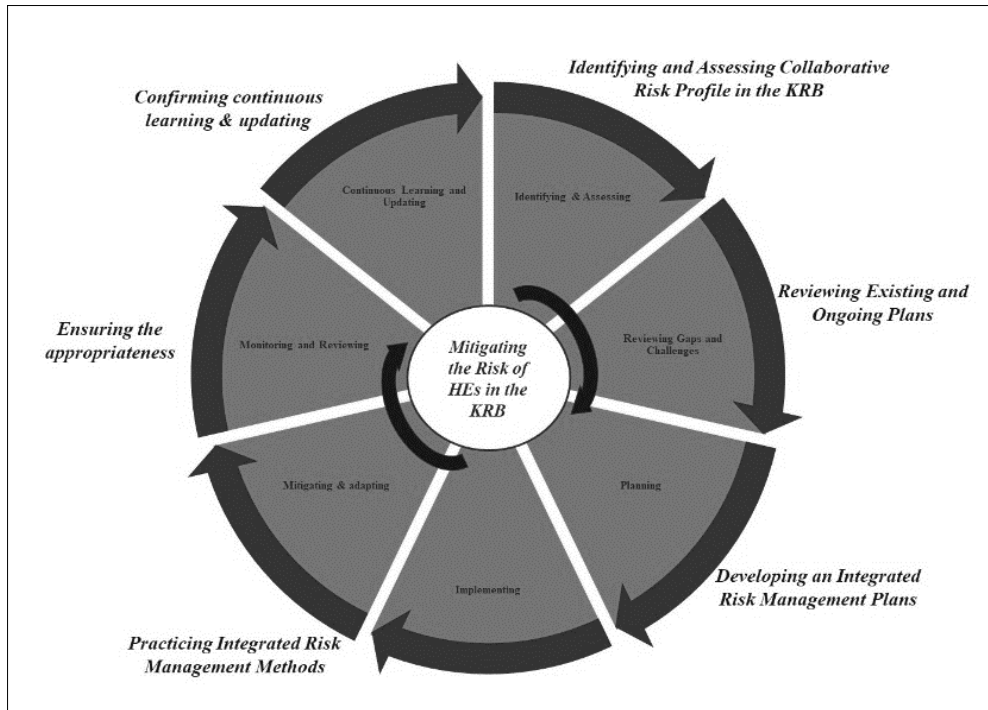 Identifying and Assessing Collaborative
Risk Profile in the KRB
Confirming continuous
learning & updating
Continuous Learning and
Updating
Identifying & Assessing
Reviewing Existing and
Ongoing Plans
Ensuring the
appropriateness
Monitoring and Reviewing
Reviewing Gaps and
Challenges
Mitigating
the Risk of
HEs in the
KRB
Mitigating & adapting
Planning
Implementing
Developing an Integrated
Risk Management Plans
Practicing Integrated Risk
Management Methods